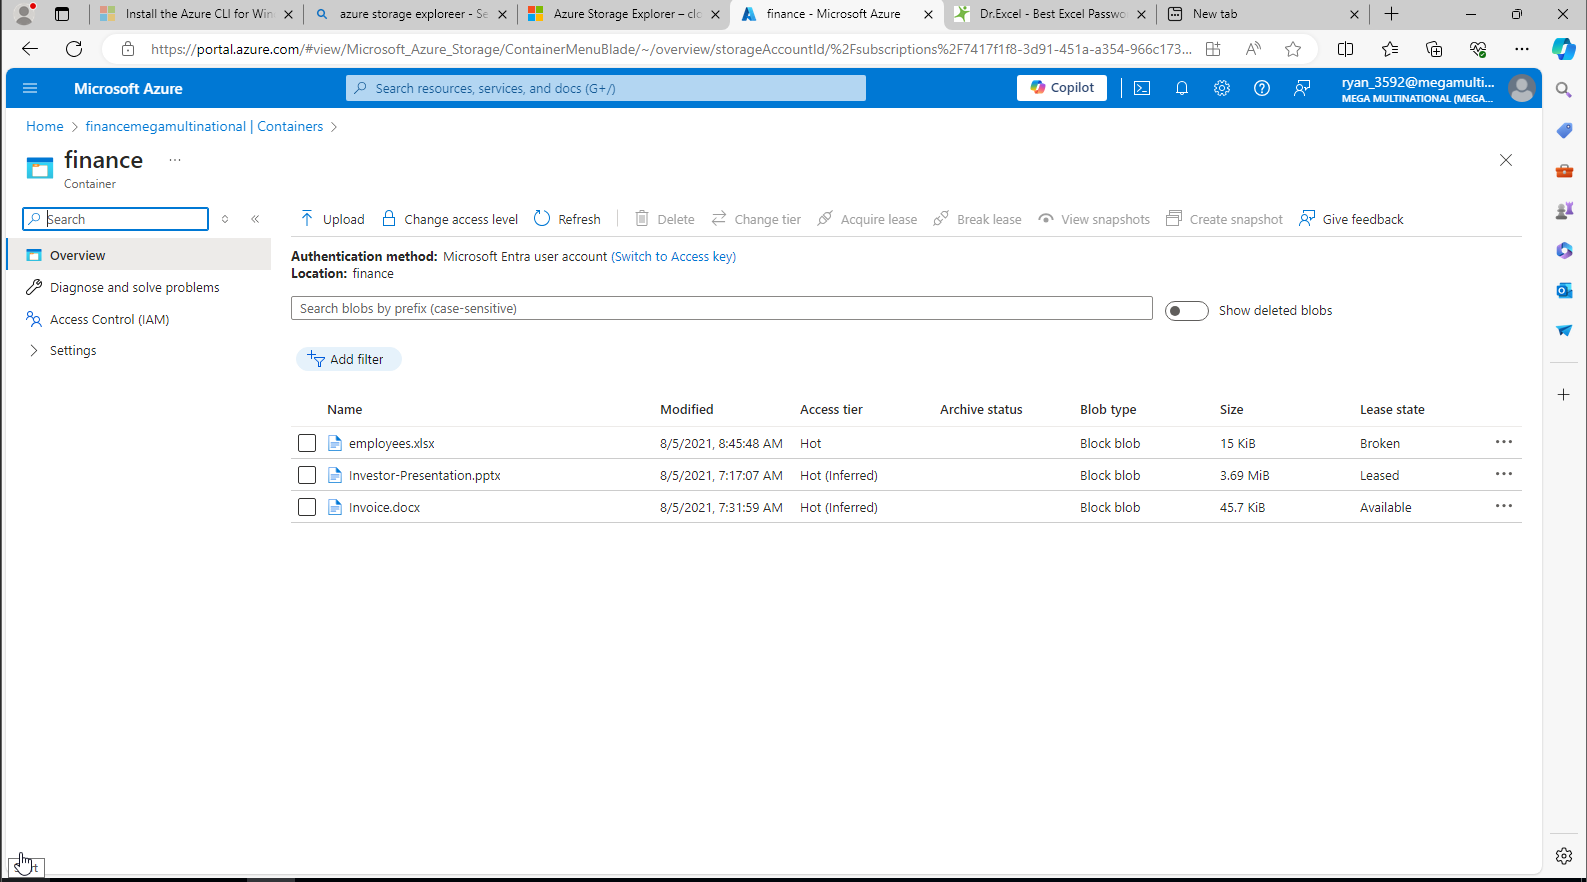 Install the Azure CLI for Win
azure storage exploreer - Se
Azure Storage Explorer – clo
finance - Microsoft Azure
Dr.Excel - Best Excel Passwo
New tab
https://portal.azure.com/#view/Microsoft_Azure_Storage/ContainerMenuBlade/~/overview/storageAccountId/%2Fsubscriptions%2F7417f1f8-3d91-451a-a354-966c173...
Microsoft Azure
Search resources, services, and docs (G+/)
Copilot
ryan_3592@megamulti...
MEGA MULTINATIONAL (MEGA...
Home > financemegamultinational | Containers >
finance ...
Container
Search
Upload Change access level Refresh Delete Change tier Acquire lease Break lease View snapshots Create snapshot Give feedback
Overview
Diagnose and solve problems
Access Control (IAM)
Settings
Authentication method: Microsoft Entra user account (Switch to Access key)
Location: finance
Search blobs by prefix (case-sensitive)
Show deleted blobs
Add filter
Name Modified Access tier Archive status Blob type Size Lease state
employees.xlsx 8/5/2021, 8:45:48 AM Hot Block blob 15 KiB Broken
Investor-Presentation.pptx 8/5/2021, 7:17:07 AM Hot (Inferred) Block blob 3.69 MiB Leased
Invoice.docx 8/5/2021, 7:31:59 AM Hot (Inferred) Block blob 45.7 KiB Available